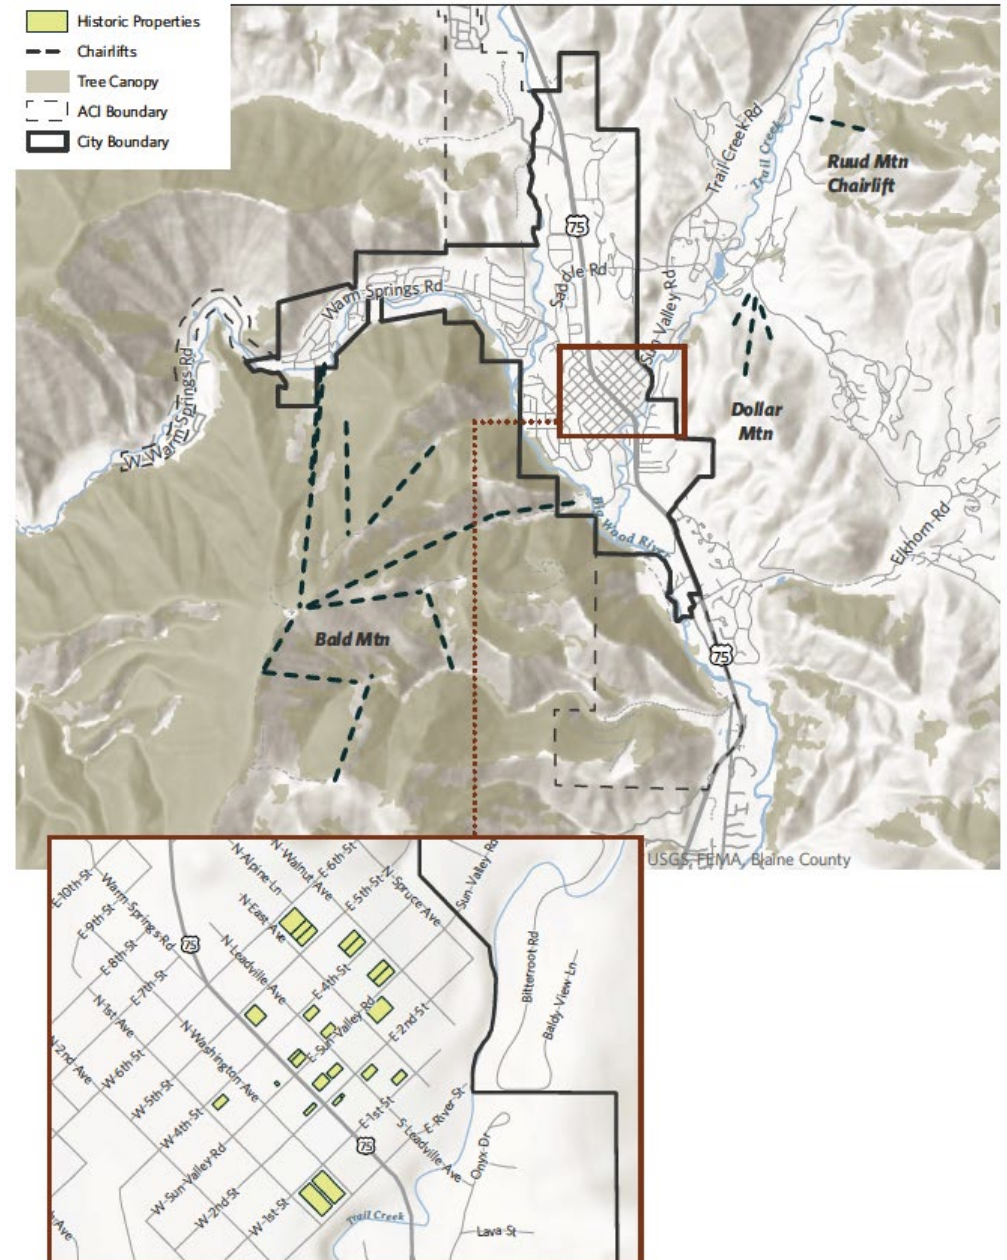 Historic Properties
Chairlifts
Tree Canopy
ACI Boundary
City Boundary
Trail Creek Rd
Trail Creek
Ruud Mtn
Chairlift
75
Saddle Rd
Warm Springs Rd
Sun Valley Rd
W Warm Springs Rd
Dollar
Mtn
Big Wood River
Elkhorn Rd
Bald Mtn
75
USGS, FEMA, Blaine County
N Alpine Ln
N Walnut Ave
E 6th St
E 5th St
N Spruce Ave
Sun Valley Rd
E 10th St
Warm Springs Rd
N East Ave
E 9th St
75
E 8th St
N Leadville Ave
E 4th St
Bitterroot Rd
Baldy View Ln
E 7th St
N 1st Ave
E Sun Valley Rd
E 2nd St
N Washington Ave
N 2nd Ave
W 6th St
W 5th St
W 4th St
E 1st St
E River St
S Leadville Ave
75
Onyx Dr
W Sun Valley Rd
W 2nd St
W 1st St
Trail Creek
Lava St
Ave